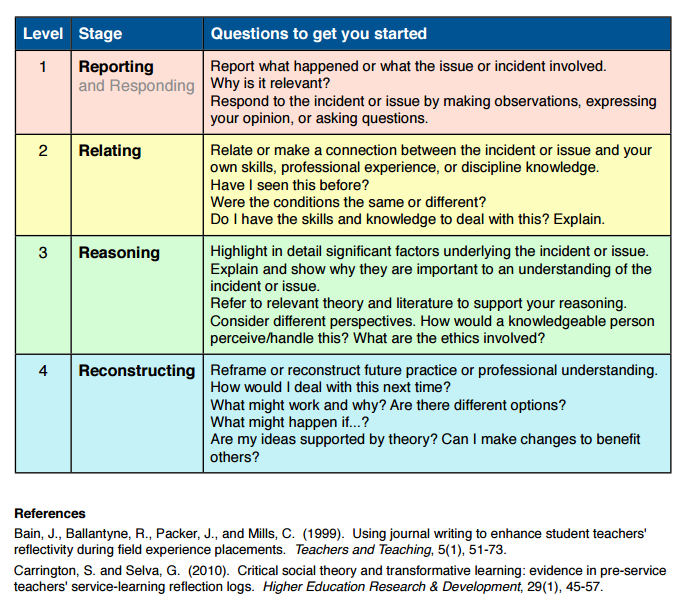 Level Stage Questions to get you started
1 Reporting Report what happened or what the issue or incident involved.
and Responding Why is it relevant?
Respond to the incident or issue by making observations, expressing
your opinion, or asking questions.
2 Relating Relate or make a connection between the incident or issue and your
own skills, professional experience, or discipline knowledge.
Have I seen this before?
Were the conditions the same or different?
Do I have the skills and knowledge to deal with this? Explain.
3 Reasoning Highlight in detail significant factors underlying the incident or issue.
Explain and show why they are important to an understanding of the
incident or issue.
Refer to relevant theory and literature to support your reasoning.
Consider different perspectives. How would a knowledgeable person
perceive/handle this? What are the ethics involved?
4 Reconstructing Reframe or reconstruct future practice or professional understanding.
How would I deal with this next time?
What might work and why? Are there different options?
What might happen if...?
Are my ideas supported by theory? Can I make changes to benefit
others?
References
Bain, J., Ballantyne, R., Packer, J., and Mills, C. (1999). Using journal writing to enhance student teachers'
reflectivity during field experience placements. Teachers and Teaching, 5(1), 51-73.
Carrington, S. and Selva, G. (2010). Critical social theory and transformative learning: evidence in pre-service
teachers' service-learning reflection logs. Higher Education Research & Development, 29(1), 45-57.